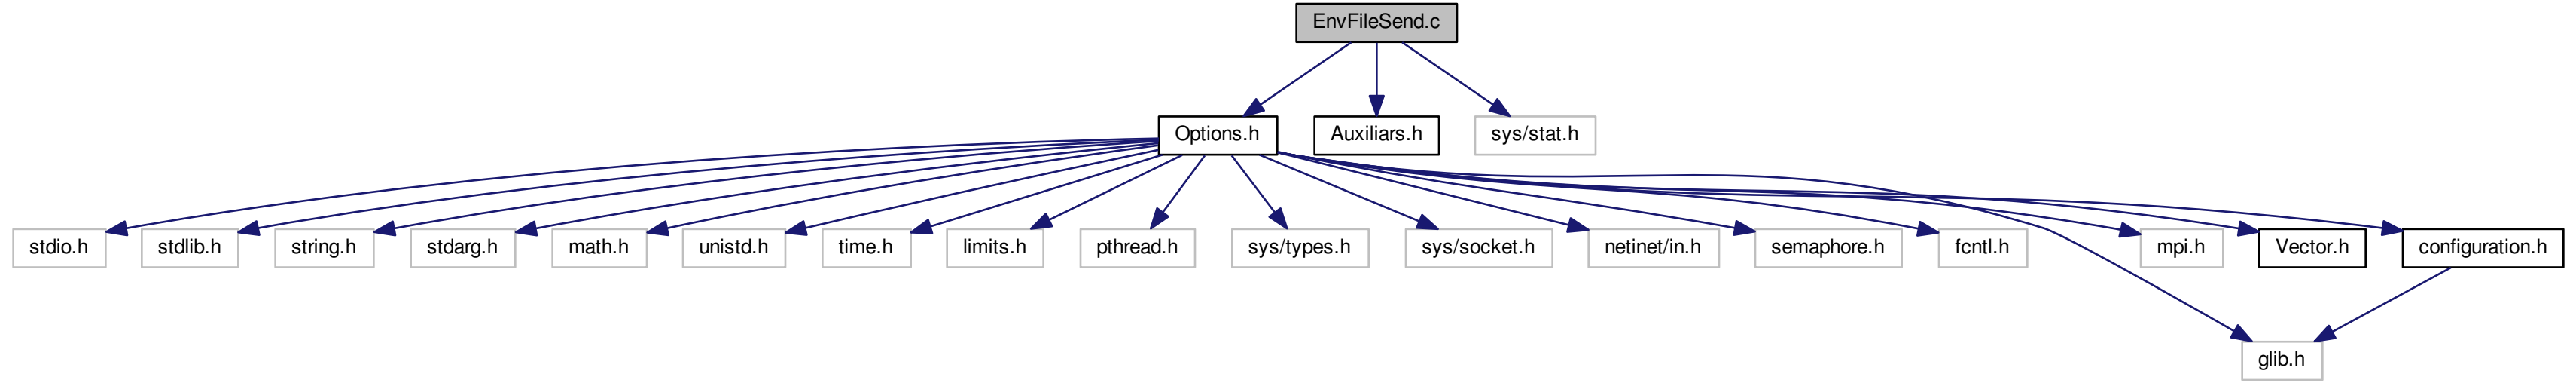 EnvFileSend.c
Options.h
Auxiliars.h
sys/stat.h
stdio.h
stdlib.h
string.h
stdarg.h
math.h
unistd.h
time.h
limits.h
pthread.h
sys/types.h
sys/socket.h
netinet/in.h
semaphore.h
fcntl.h
mpi.h
Vector.h
configuration.h
glib.h